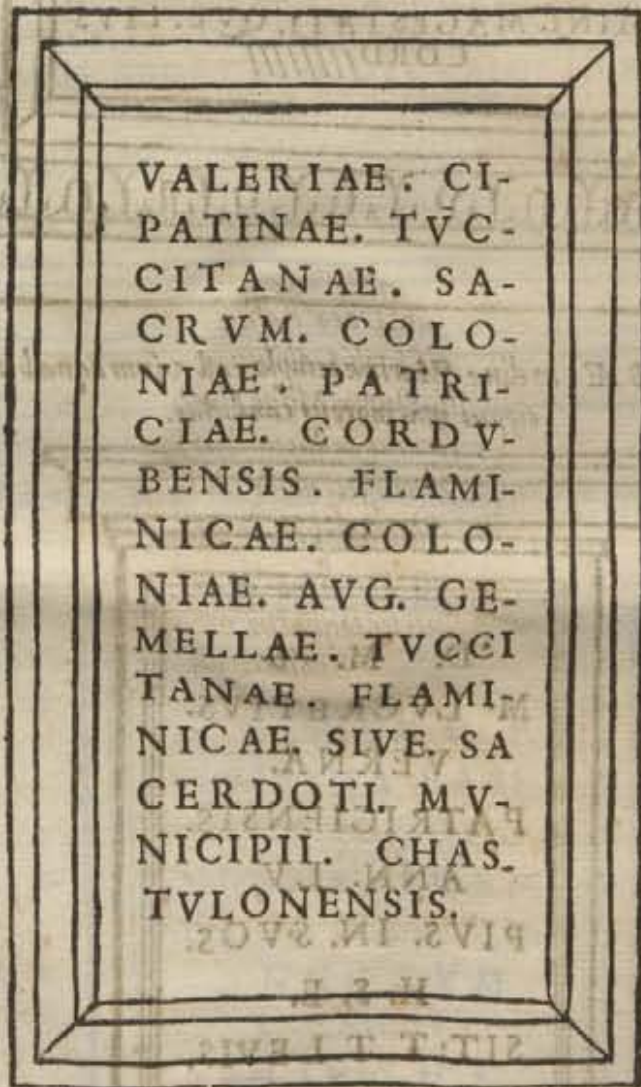 VALERIAE. CI-
PATINAE. TVC-
CITANAE. SA-
CRVM. COLO-
NIAE. PATRI-
CIAE. CORDV-
BENSIS. FLAMI-
NICAE. COLO-
NIAE. AVG. GE-
MELLAE. TVCCI
TANAE. FLAMI-
NICAE. SIVE. SA
CERDOTI. MV-
NICIPII. CHAS-
TVLONENSIS.